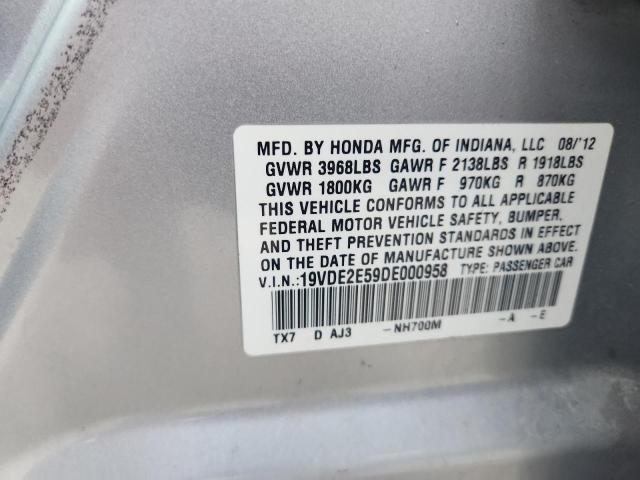 MFD. BY HONDA MFG. OF INDIANA, LLC 08/'12
GVWR 3968LBS GAWR F 2138LBS R 1918LBS
GVWR 1800KG GAWR F 970KG R 870KG
THIS VEHICLE CONFORMS TO ALL APPLICABLE
FEDERAL MOTOR VEHICLE SAFETY, BUMPER,
AND THEFT PREVENTION STANDARDS IN EFFECT
ON THE DATE OF MANUFACTURE SHOWN ABOVE.
V.I.N.:19VDE2E59DE000958 TYPE: PASSENGER CAR
TX7 D AJ3 -NH700M -A -E